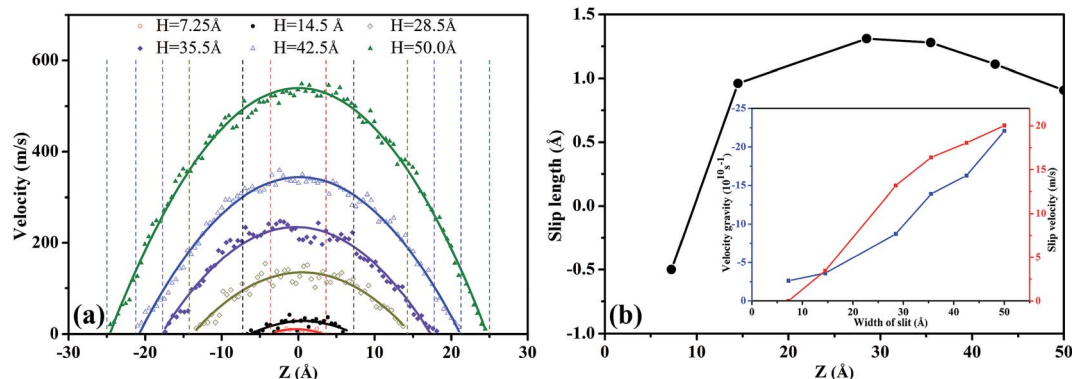 H=7.25Å H=14.5 Å H=28.5Å
H=35.5Å H=42.5Å H=50.0Å
600
400
200
0
Velocity (m/s)
(a)
-30 -20 -10 0 10 20 30
Z (Å)
1.5
1.0
0.5
0.0
-0.5
-1.0
Slip length (Å)
(b)
0 10 20 30 40 50
Z (Å)
-25
-20
-15
-10
-5
0
Velocity gravity (10¹⁰s⁻¹)
20
15
10
5
0
Slip velocity (m/s)
0 10 20 30 40 50
Width of slit (Å)